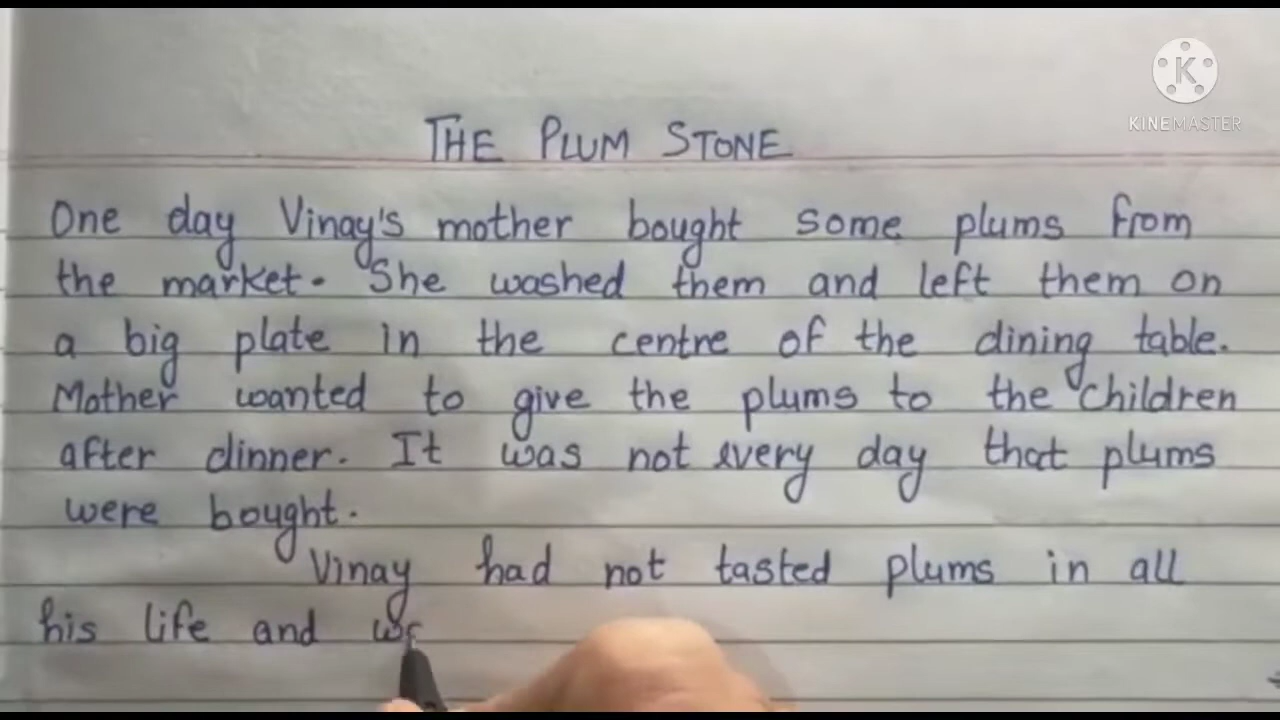 K
KINEMASTER
THE PLUM STONE
One day Vinay's mother bought some plums from
the market. She washed them and left them on
a big plate in the centre of the dining table.
Mother wanted to give the plums to the children
after dinner. It was not every day that plums
were bought.
Vinay had not tasted plums in all
his life and